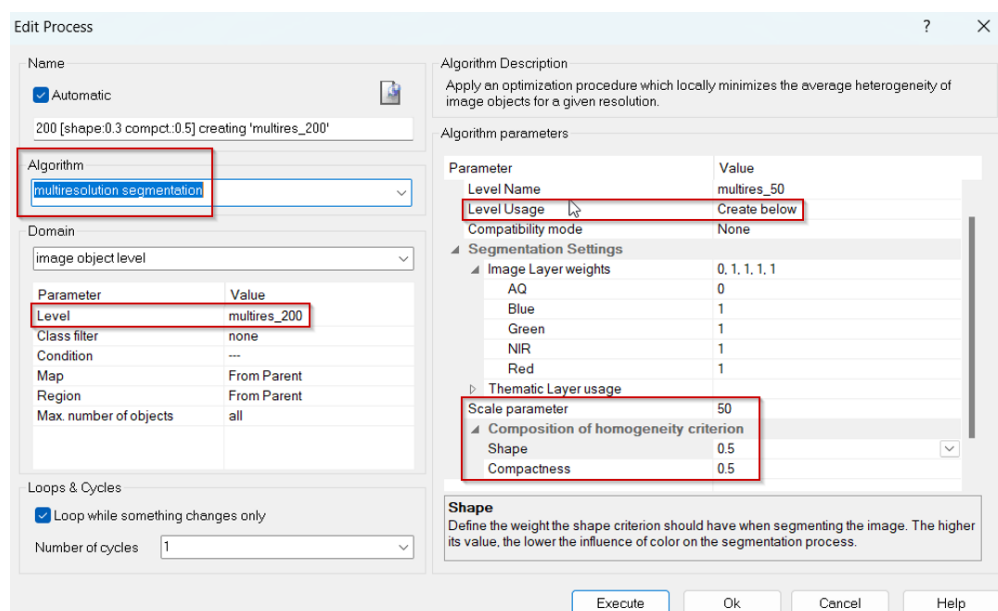 Edit Process
?
Name
Automatic
200 [shape:0.3 compct.:0.5] creating 'multires_200'
Algorithm
multiresolution segmentation
Domain
image object level
Parameter Value
Level multires_200
Class filter none
Condition ---
Map From Parent
Region From Parent
Max. number of objects all
Loops & Cycles
Loop while something changes only
Number of cycles 1
Algorithm Description
Apply an optimization procedure which locally minimizes the average heterogeneity of
image objects for a given resolution.
Algorithm parameters
Parameter Value
Level Name multires_50
Level Usage Create below
Compatibility mode None
Segmentation Settings
Image Layer weights 0, 1, 1, 1, 1
AQ 0
Blue 1
Green 1
NIR 1
Red 1
Thematic Layer usage
Scale parameter 50
Composition of homogeneity criterion
Shape 0.5
Compactness 0.5
Shape
Define the weight the shape criterion should have when segmenting the image. The higher
its value, the lower the influence of color on the segmentation process.
Execute Ok Cancel Help